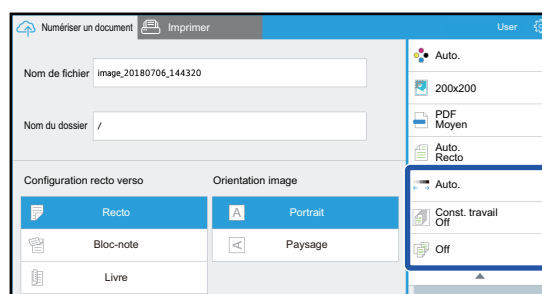 Numériser un document
Imprimer
User
Nom de fichier
image_20180706_144320
Nom du dossier
/
Configuration recto verso
Orientation image
Recto
Bloc-note
Livre
A
Portrait
A
Paysage
Auto.
200x200
PDF
Moyen
Auto.
Recto
Auto.
Const. travail
Off
Off